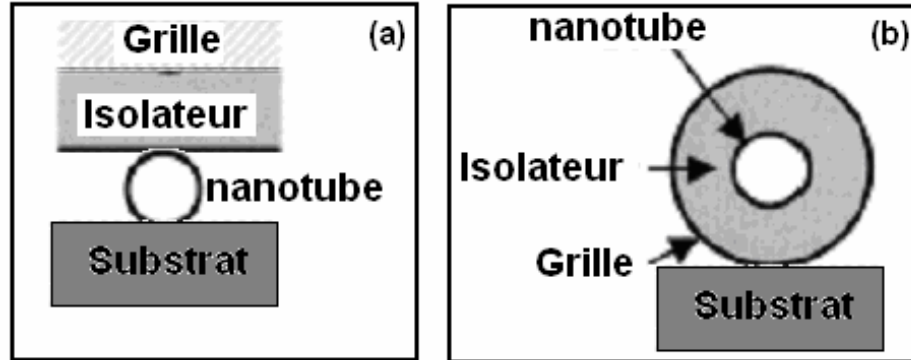 Grille
(a)
Isolateur
nanotube
Substrat
nanotube
(b)
Isolateur
Grille
Substrat